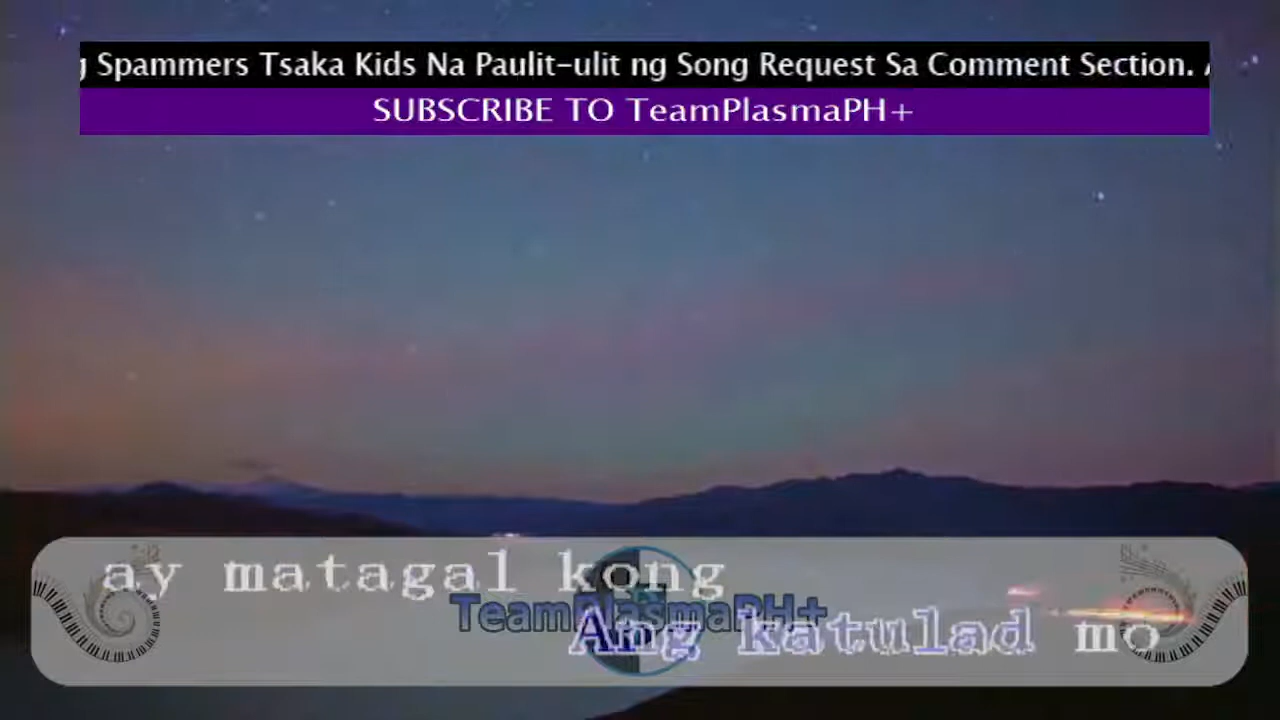 g Spammers Tsaka Kids Na Paulit-ulit ng Song Request Sa Comment Section.
SUBSCRIBE TO TeamPlasmaPH+
ay matagal kong
TeamPlasmaPH+
Ang katulad mo